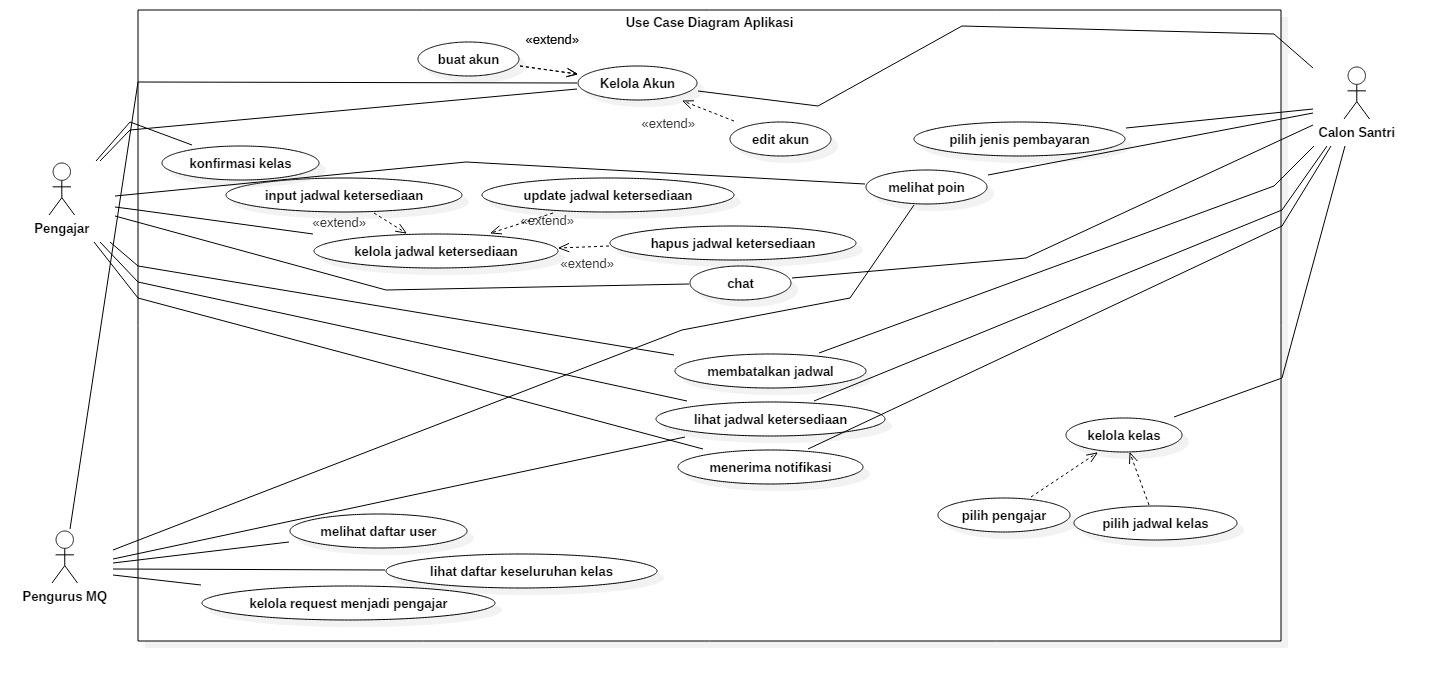 Use Case Diagram Aplikasi
«extend»
buat akun
Kelola Akun
«extend»
edit akun
pilih jenis pembayaran
Calon Santri
konfirmasi kelas
melihat poin
input jadwal ketersediaan
update jadwal ketersediaan
Pengajar
«extend»
«extend»
kelola jadwal ketersediaan
hapus jadwal ketersediaan
«extend»
chat
membatalkan jadwal
lihat jadwal ketersediaan
kelola kelas
menerima notifikasi
pilih pengajar
pilih jadwal kelas
melihat daftar user
lihat daftar keseluruhan kelas
Pengurus MQ
kelola request menjadi pengajar